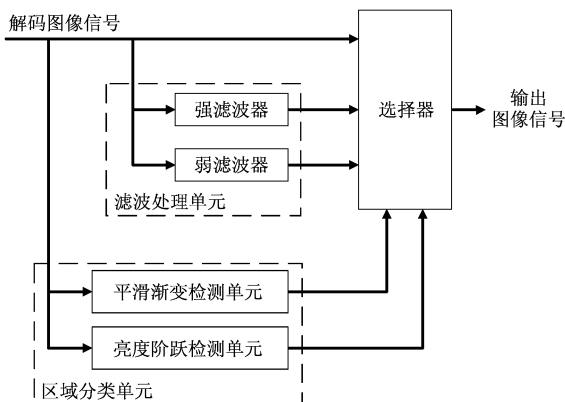 解码图像信号
强滤波器
弱滤波器
滤波处理单元
选择器
输出
图像信号
平滑渐变检测单元
亮度阶跃检测单元
区域分类单元